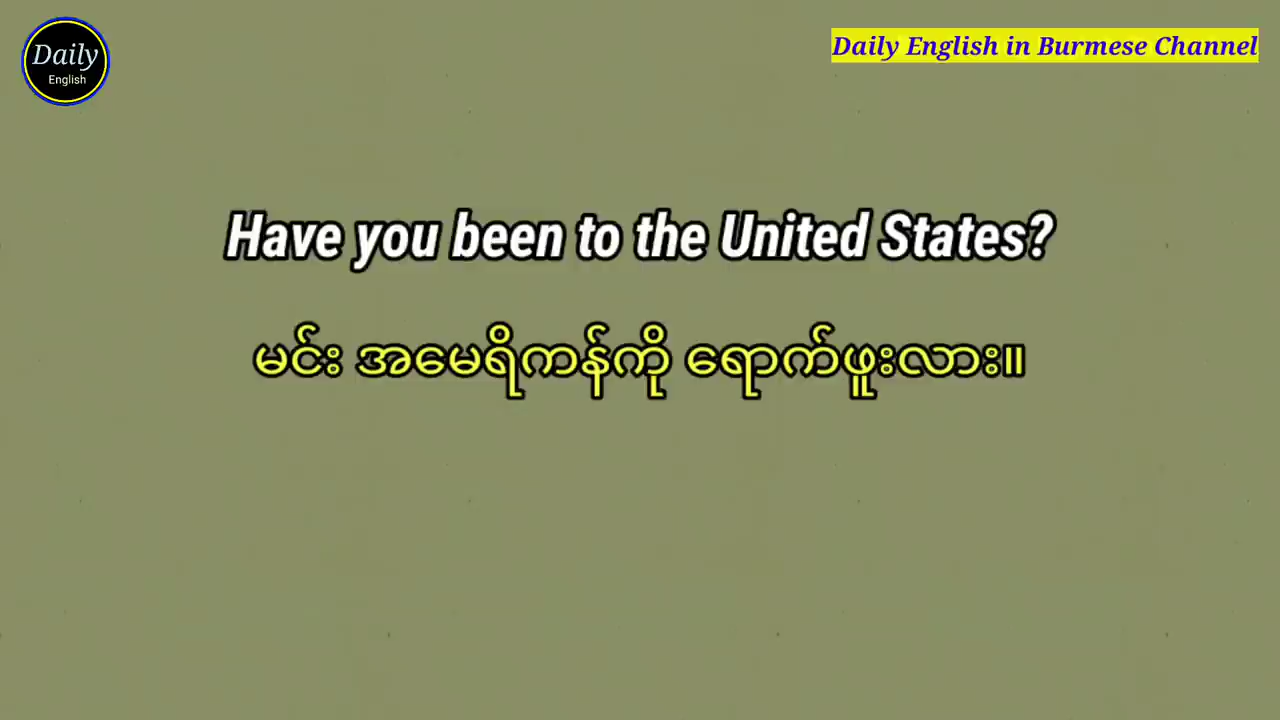 Daily
English
Daily English in Burmese Channel
Have you been to the United States?
မင်း အမေရိကန်ကို ရောက်ဖူးလား။